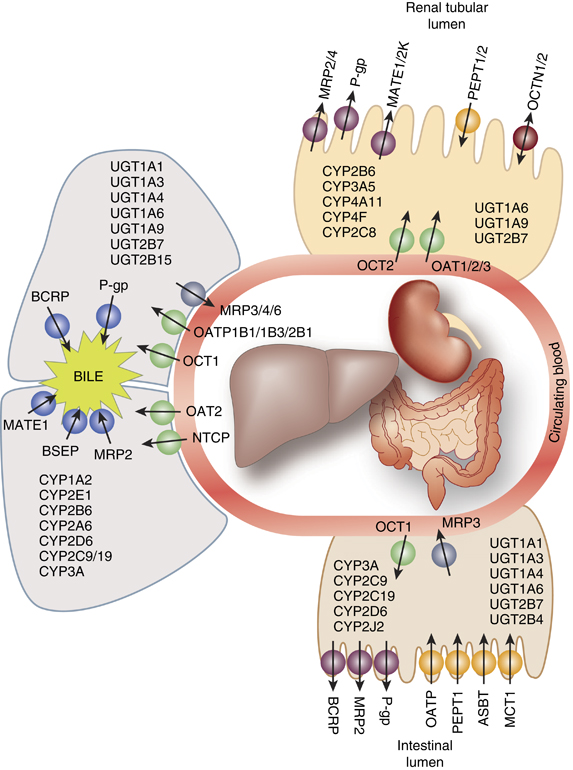 Renal tubular
lumen
MRP2/4
P-gp
MATE1/2K
PEPT1/2
OCTN1/2
CYP2B6
CYP3A5
CYP4A11
CYP4F
CYP2C8
UGT1A6
UGT1A9
UGT2B7
OCT2
OAT1/2/3
UGT1A1
UGT1A3
UGT1A4
UGT1A6
UGT1A9
UGT2B7
UGT2B15
BCRP
P-gp
MRP3/4/6
OATP1B1/1B3/2B1
OCT1
BILE
OAT2
NTCP
MATE1
BSEP
MRP2
CYP1A2
CYP2E1
CYP2B6
CYP2A6
CYP2D6
CYP2C9/19
CYP3A
Circulating blood
OCT1
MRP3
CYP3A
CYP2C9
CYP2C19
CYP2D6
CYP2J2
UGT1A1
UGT1A3
UGT1A4
UGT1A6
UGT2B7
UGT2B4
BCRP
MRP2
P-gp
OATP
PEPT1
ASBT
MCT1
Intestinal
lumen